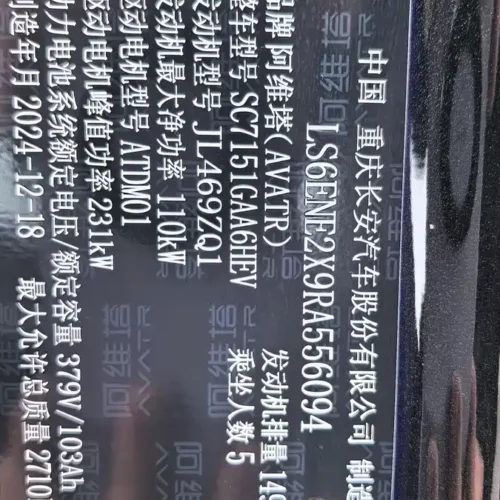 中国 重庆长安汽车股份有限公司 制造
LS6ENE2X9RA556094
品牌 阿维塔(AVATR) 发动机排量 149
整车型号 SC7151GAA6HEV 乘坐人数 5
发动机型号 JL469ZQ1
发动机最大净功率 110kW
驱动电机型号 ATDM01
驱动电机峰值功率 231kW
动力电池系统额定电压/额定容量 379V/103Ah
制造年月 2024-12-18 最大允许总质量 2710